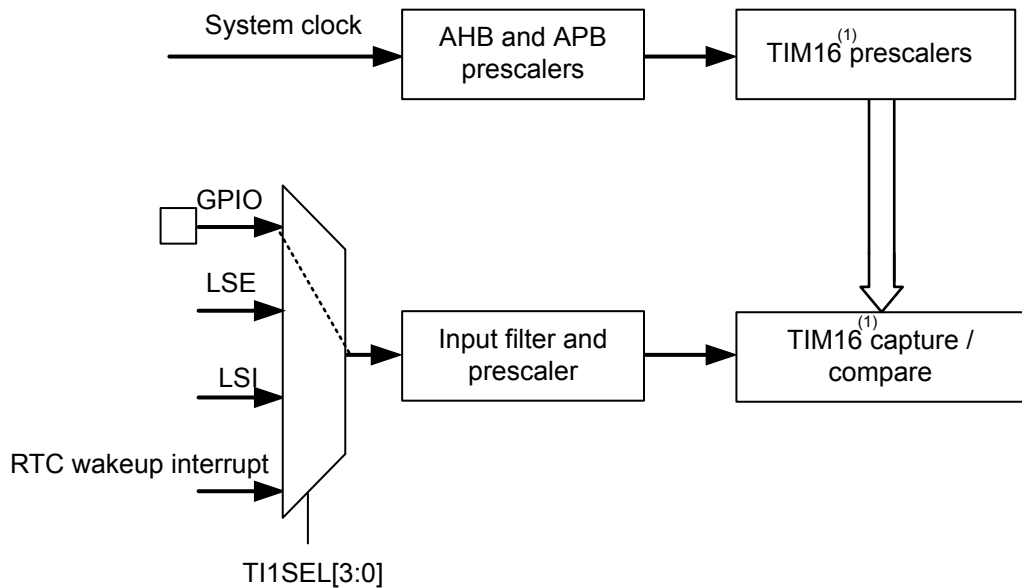 System clock
AHB and APB
prescalers
TIM16(1) prescalers
GPIO
LSE
LSI
RTC wakeup interrupt
Input filter and
prescaler
TIM16(1) capture /
compare
TI1SEL[3:0]